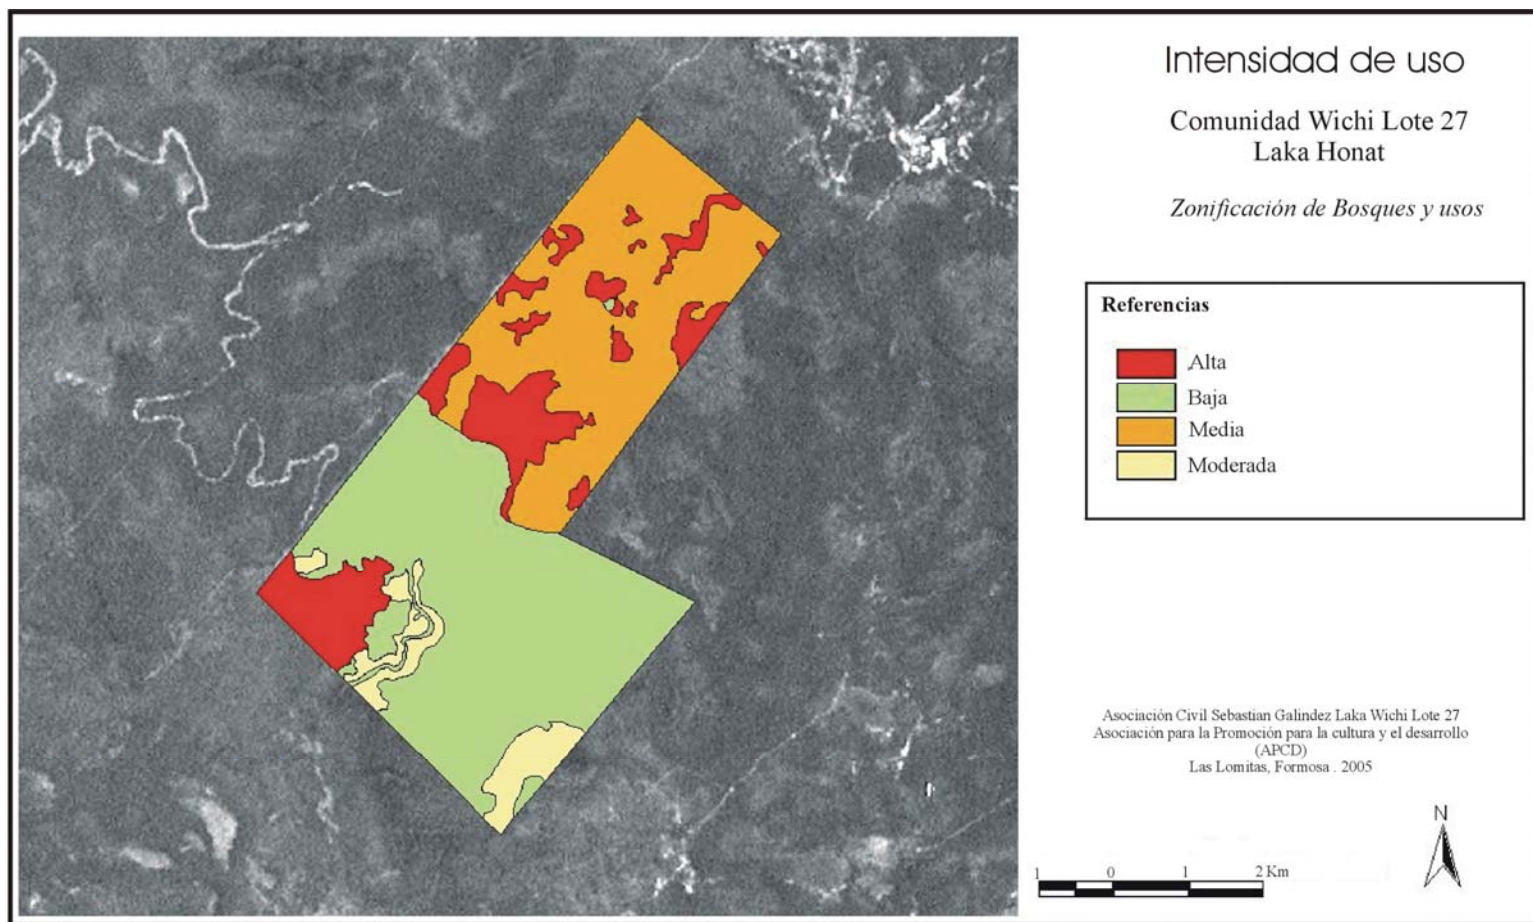 Intensidad de uso
Comunidad Wichi Lote 27
Laka Honat
Zonificación de Bosques y usos
Referencias
Alta
Baja
Media
Moderada
Asociación Civil Sebastian Galindez Laka Wichi Lote 27
Asociación para la Promoción para la cultura y el desarrollo
(APCD)
Las Lomitas, Formosa . 2005
N
1 0 1 2 Km